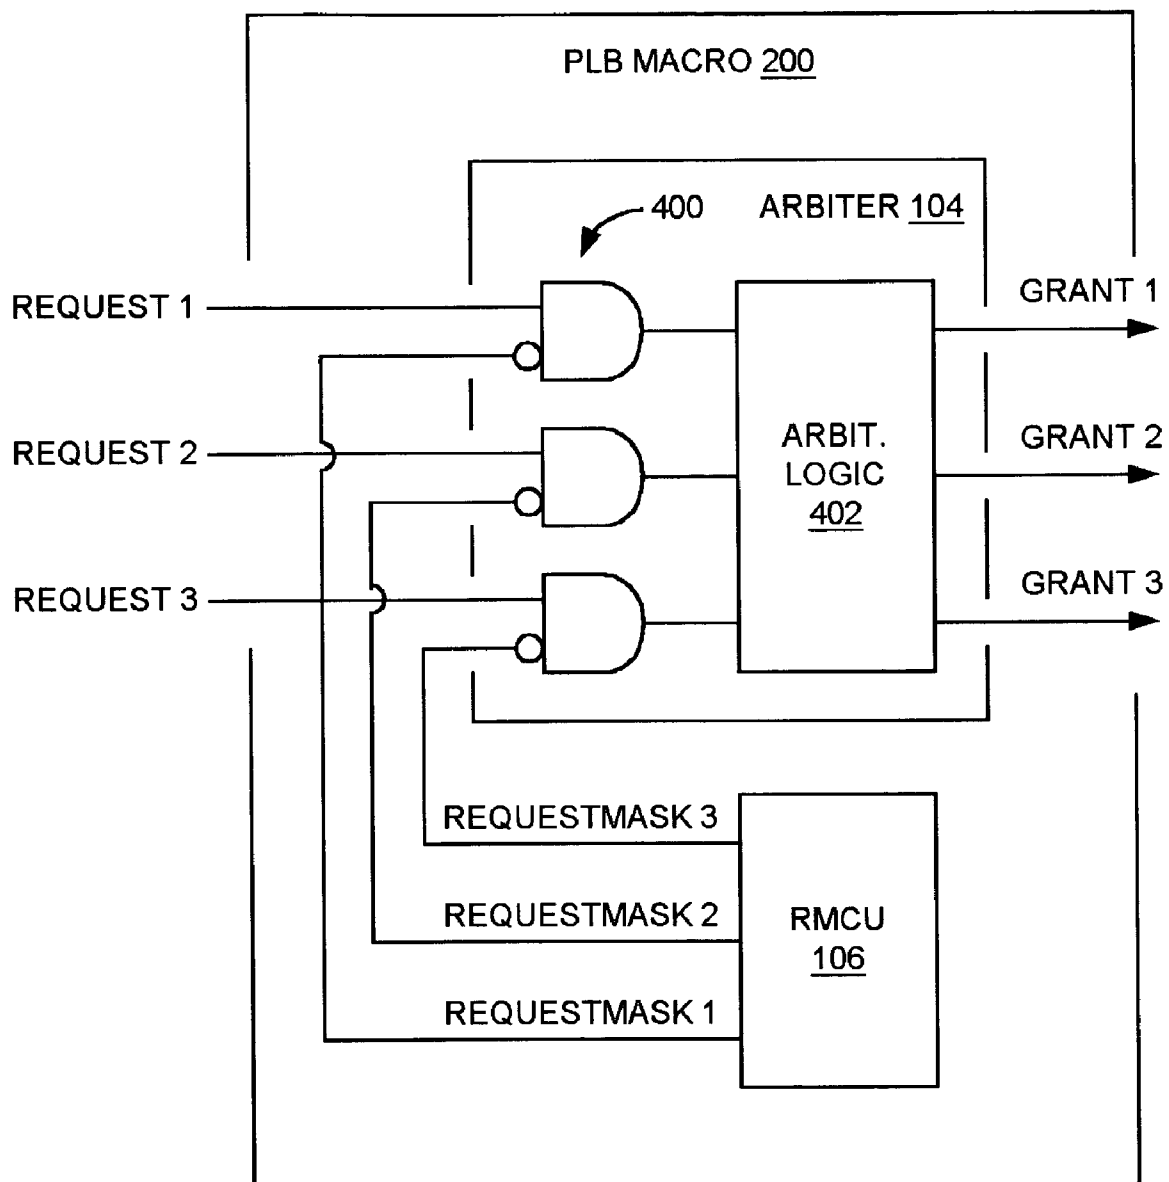 PLB MACRO 200
400
ARBITER 104
REQUEST 1
GRANT 1
REQUEST 2
ARBIT.
LOGIC
402
GRANT 2
REQUEST 3
GRANT 3
REQUESTMASK 3
REQUESTMASK 2
RMCU
106
REQUESTMASK 1